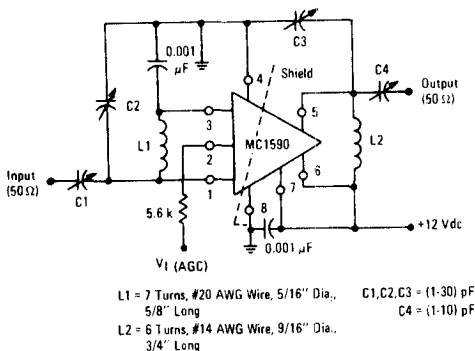 C3
0.001
μF
4
Shield
C4
Output
(50 Ω)
C2
5
3
L1
MC1590
L2
2
6
Input
(50 Ω)
7
1
C1
8
5.6 k
0.001 μF
+12 Vdc
V₁ (AGC)
L1 = 7 Turns, #20 AWG Wire, 5/16" Dia.,
5/8" Long
C1,C2,C3 = (1-30) pF
C4 = (1-10) pF
L2 = 6 Turns, #14 AWG Wire, 9/16" Dia.,
3/4" Long